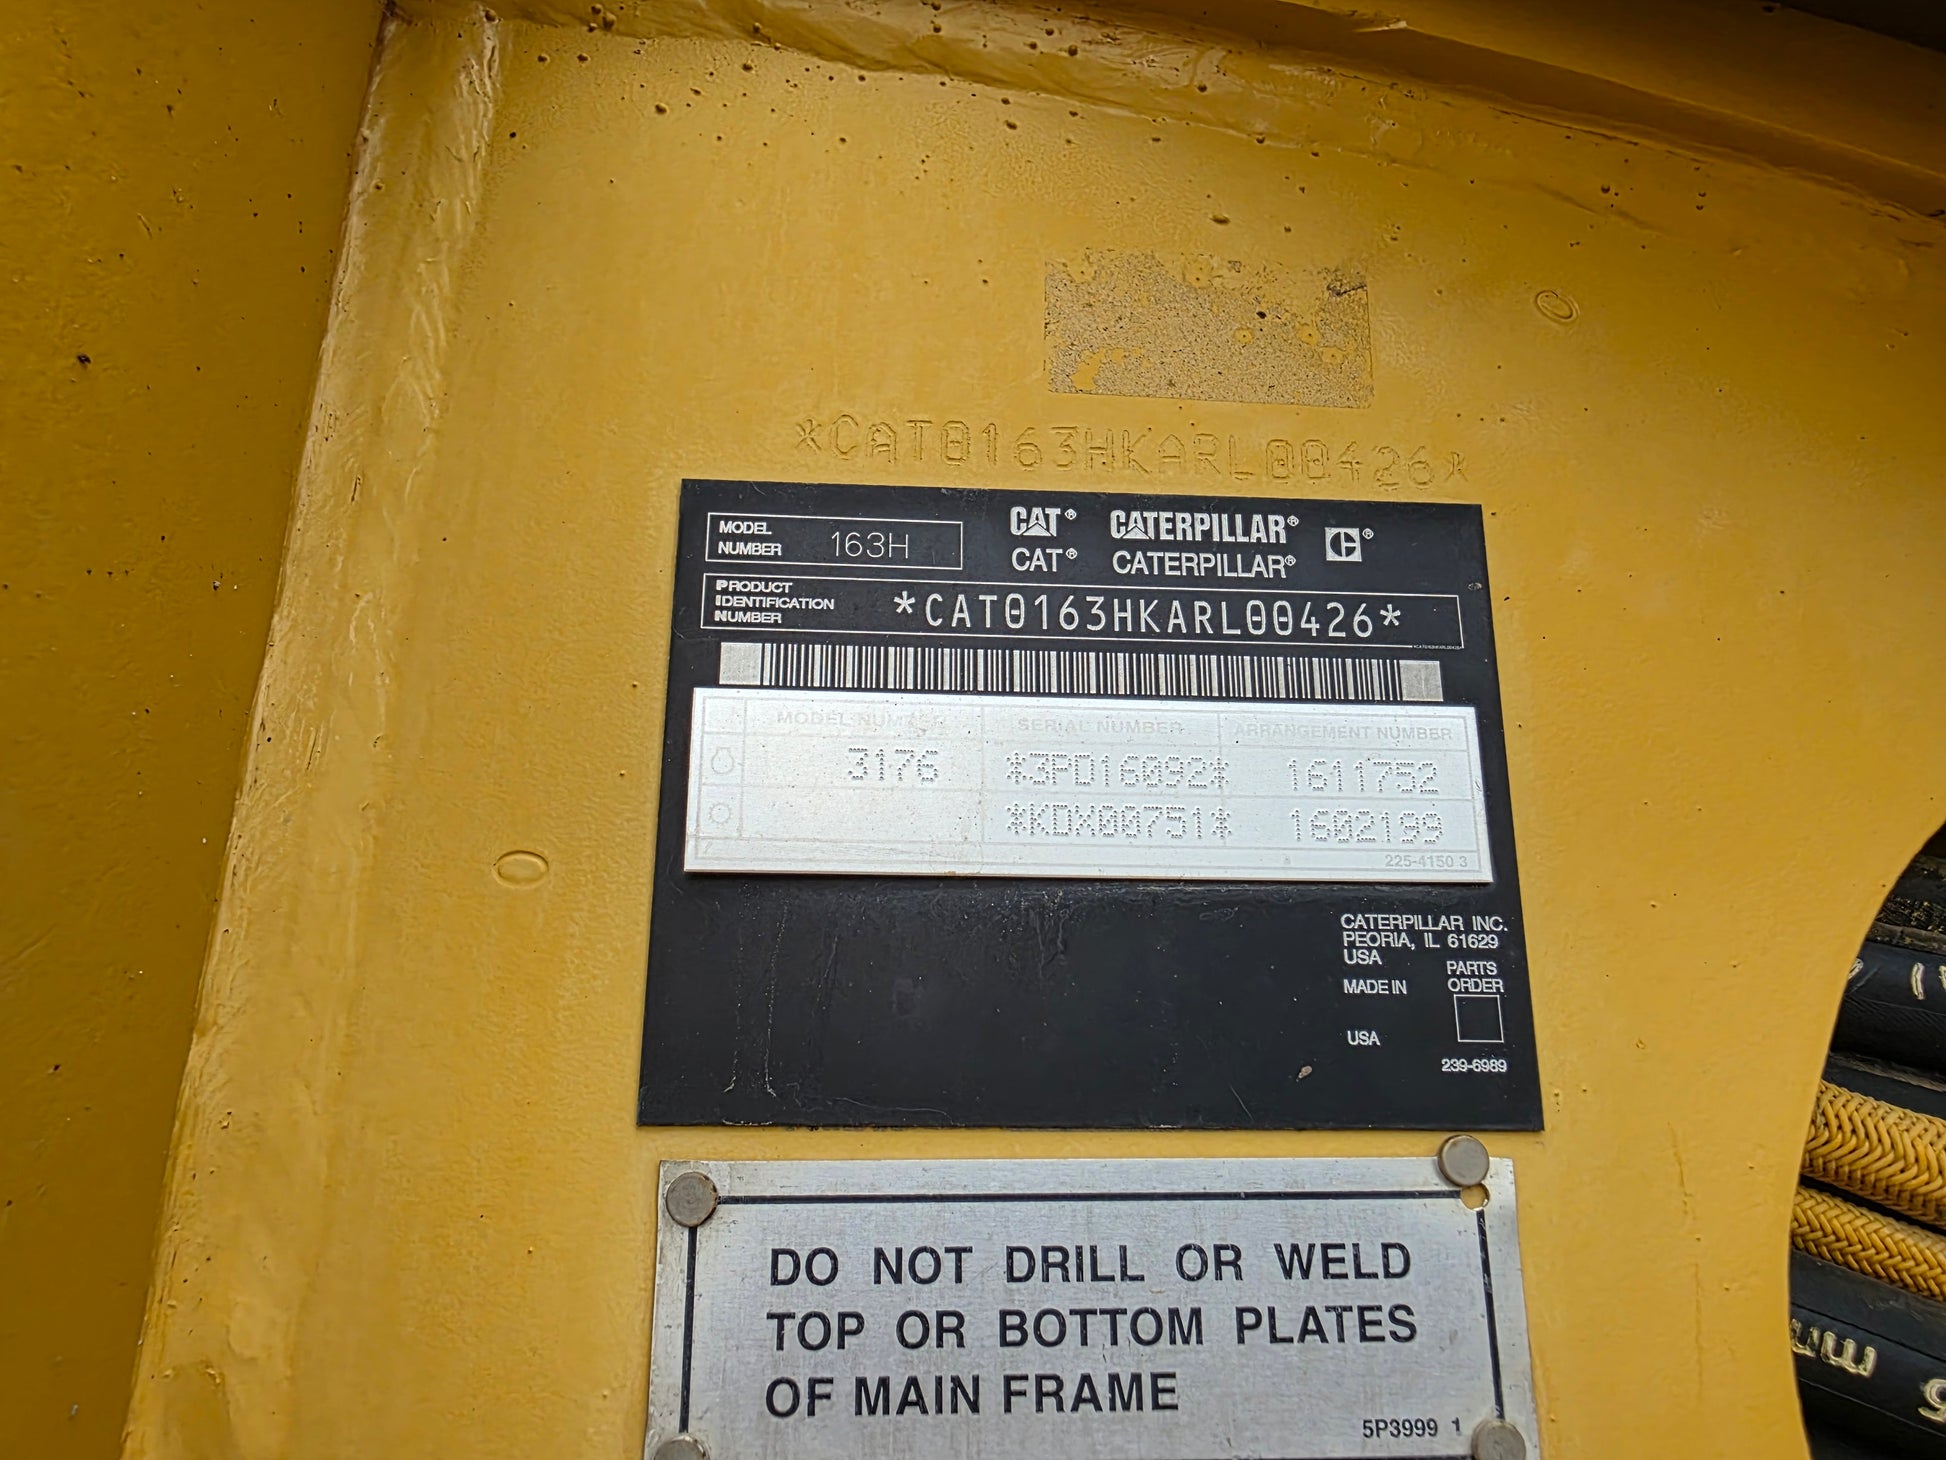 *CAT0163HKARL00426*
MODEL NUMBER 163H
CAT® CATERPILLAR®
CAT® CATERPILLAR®
PRODUCT IDENTIFICATION NUMBER *CAT0163HKARL00426*
MODEL NUMBER SERIAL NUMBER ARRANGEMENT NUMBER
3176 *3PD16092* 1611752
*KDW00751* 1602199
225-4150 3
CATERPILLAR INC.
PEORIA, IL 61629
USA
MADE IN
USA
PARTS
ORDER
239-6989
DO NOT DRILL OR WELD
TOP OR BOTTOM PLATES
OF MAIN FRAME
5P3999 1